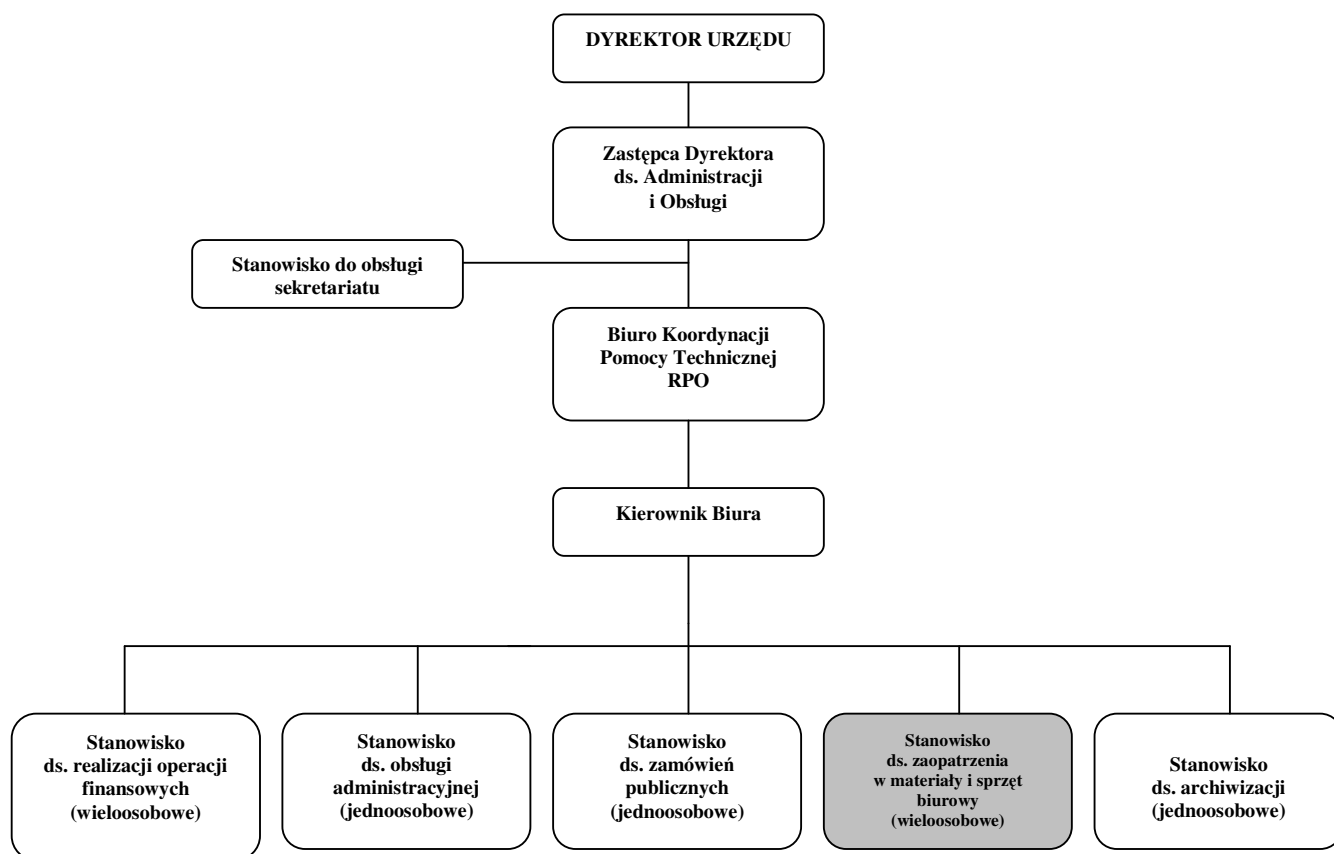 DYREKTOR URZĘDU
Zastępca Dyrektora
ds. Administracji
i Obsługi
Stanowisko do obsługi
sekretariatu
Biuro Koordynacji
Pomocy Technicznej
RPO
Kierownik Biura
Stanowisko
ds. realizacji operacji
finansowych
(wieloosobowe)
Stanowisko
ds. obsługi
administracyjnej
(jednoosobowe)
Stanowisko
ds. zamówień
publicznych
(jednoosobowe)
Stanowisko
ds. zaopatrzenia
w materiały i sprzęt
biurowy
(wieloosobowe)
Stanowisko
ds. archiwizacji
(jednoosobowe)